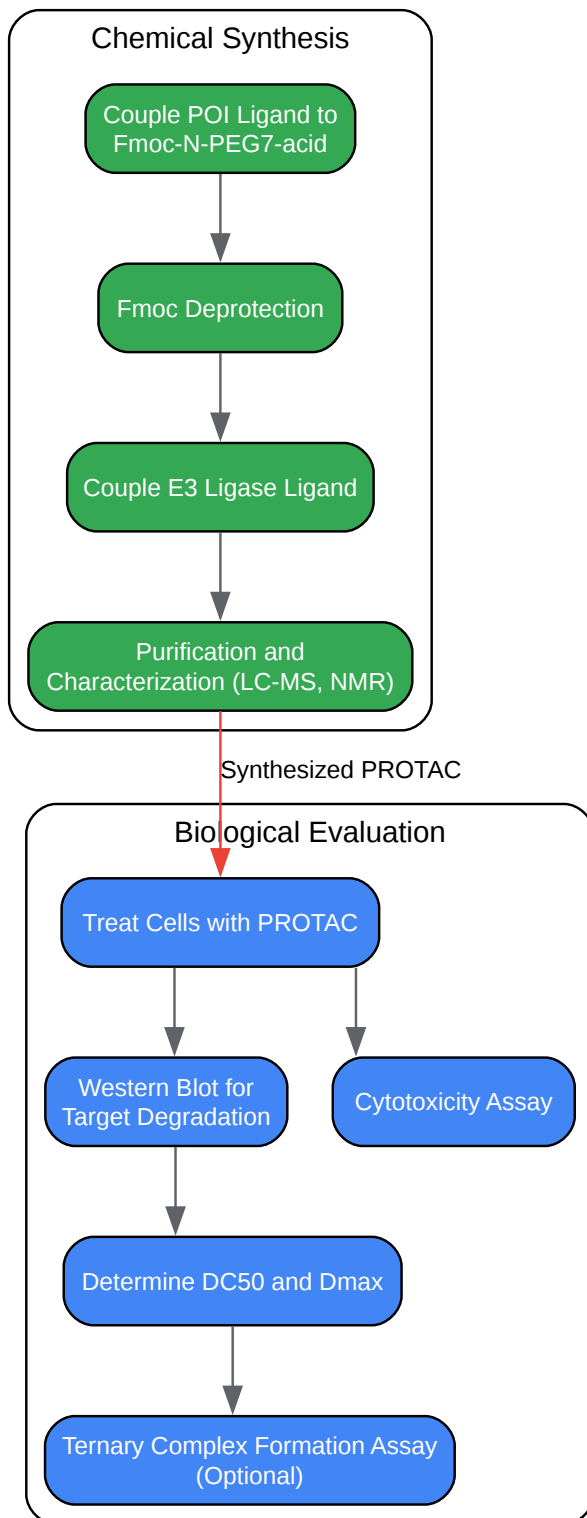 Chemical Synthesis
Couple POI Ligand to
Fmoc-N-PEG7-acid
Fmoc Deprotection
Couple E3 Ligase Ligand
Purification and
Characterization (LC-MS, NMR)
Synthesized PROTAC
Biological Evaluation
Treat Cells with PROTAC
Western Blot for
Target Degradation
Cytotoxicity Assay
Determine DC50 and Dmax
Ternary Complex Formation Assay
(Optional)